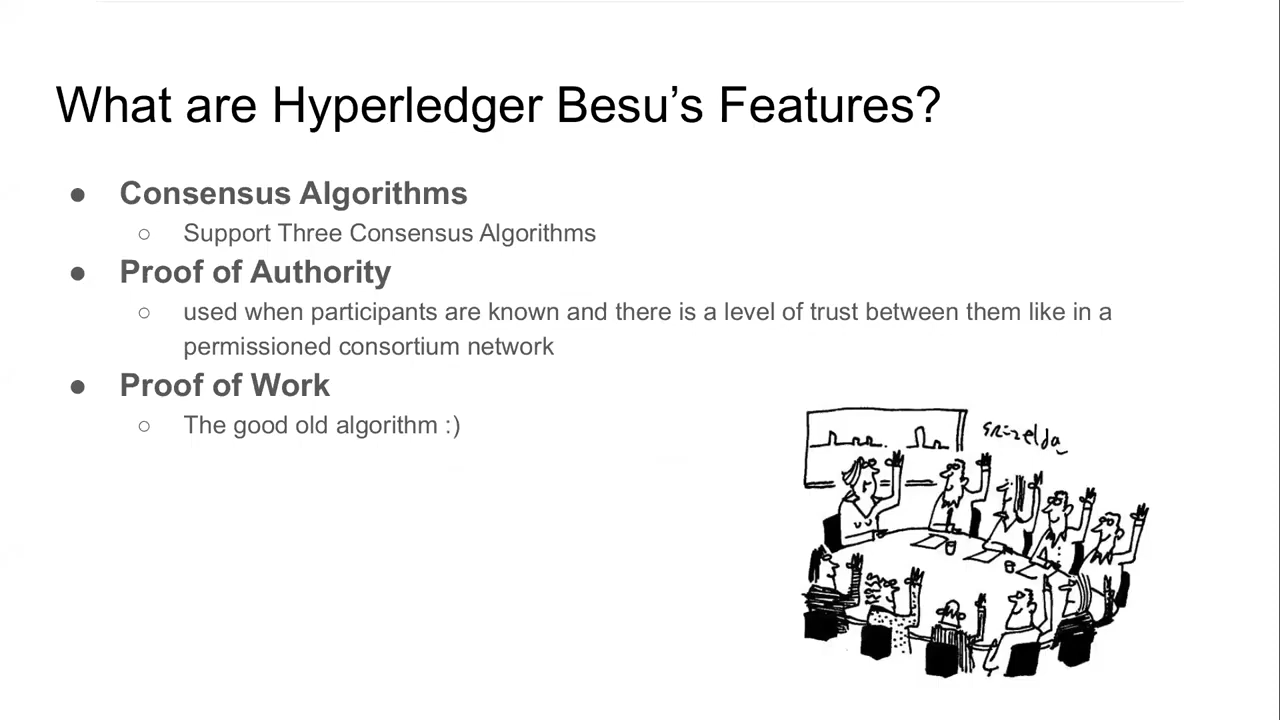 What are Hyperledger Besu’s Features?
● Consensus Algorithms
○ Support Three Consensus Algorithms
● Proof of Authority
○ used when participants are known and there is a level of trust between them like in a
permissioned consortium network
● Proof of Work
○ The good old algorithm :)
Grizelda